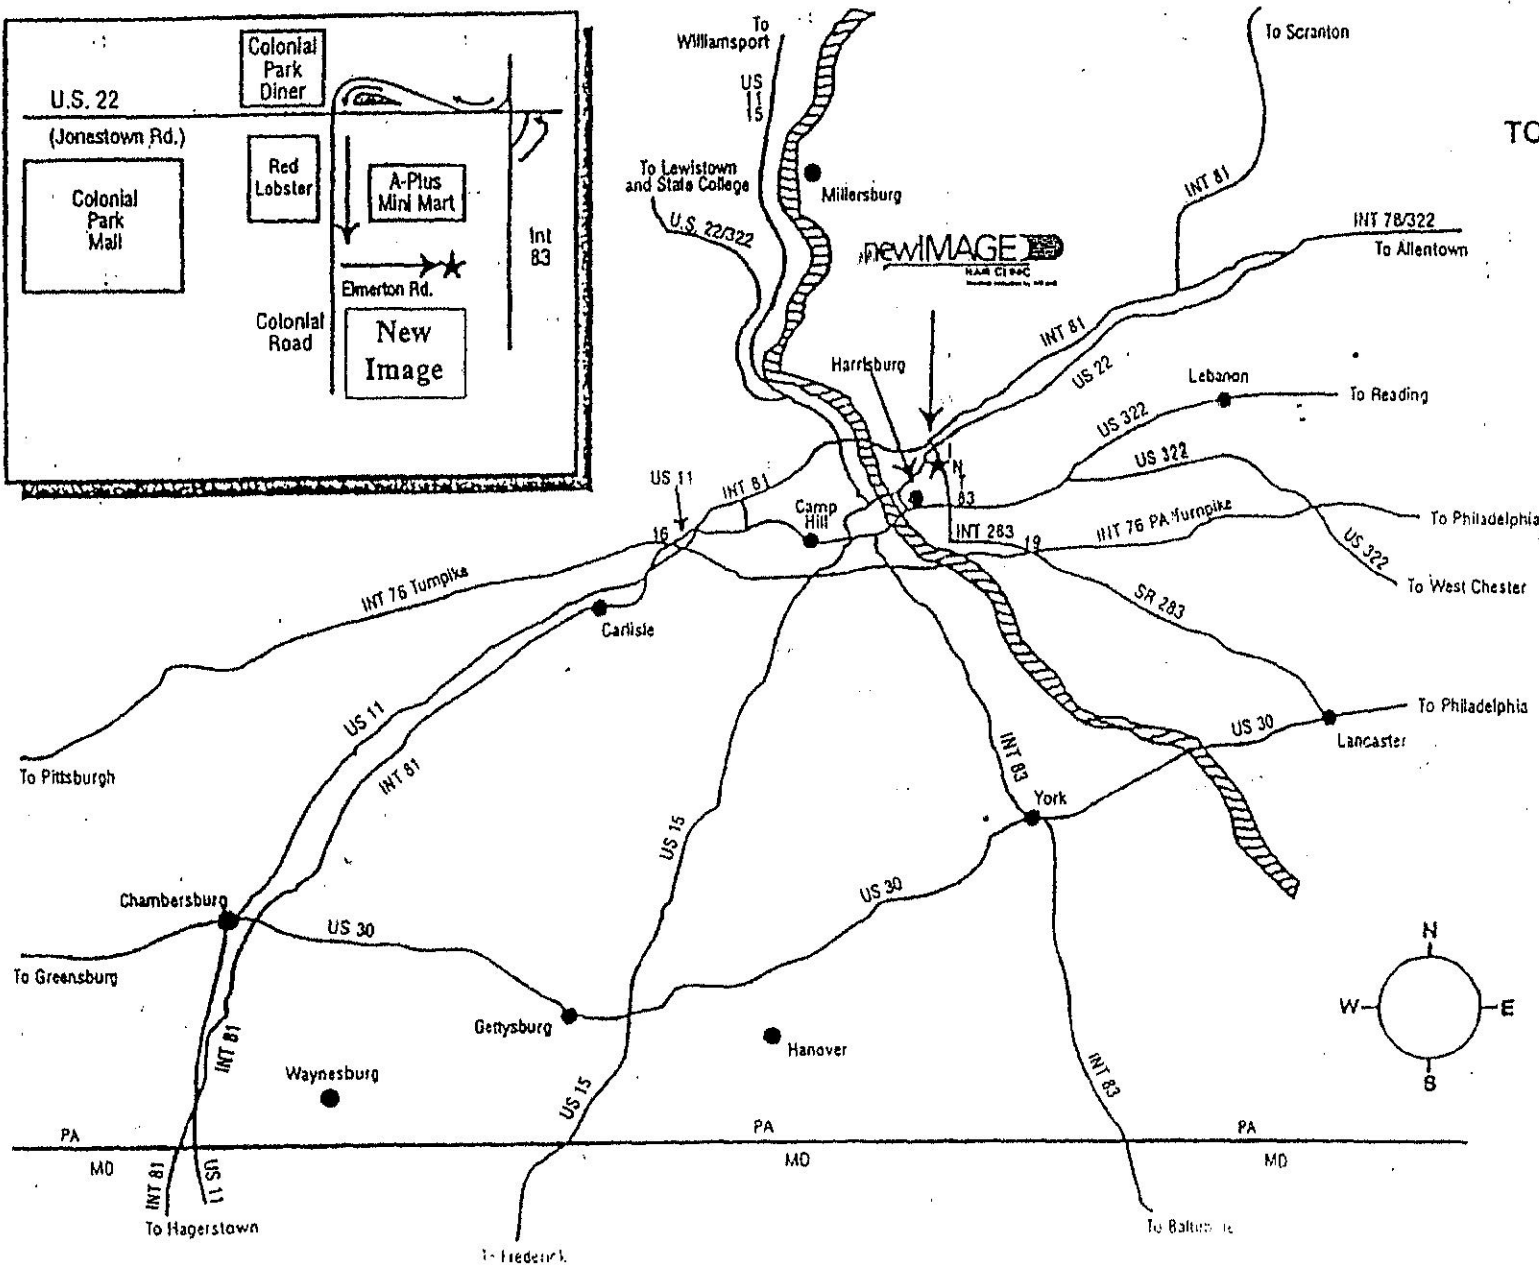 Colonial
Park
Diner
U.S. 22
(Jonestown Rd.)
Colonial
Park
Mall
Red
Lobster
A-Plus
Mini Mart
Int
83
Elmerton Rd.
Colonial
Road
New
Image
To
Williamsport
US
11
15
To Scranton
TO
To Lewistown
and State College
Millersburg
U.S. 22/322
INT 81
INT 78/322
To Allentown
newIMAGE
HAIR CLINIC
INT 81
US 22
Harrisburg
Lebanon
To Reading
US 322
US 322
US 11
INT 81
N
T
83
Camp
Hill
16
INT 283
19
INT 76 PA Turnpike
To Philadelphia
US 322
To West Chester
INT 76 Turnpike
Carlisle
SR 283
US 11
INT 81
To Pittsburgh
INT 83
US 30
To Philadelphia
Lancaster
York
US 15
US 30
Chambersburg
US 30
To Greensburg
Gettysburg
Hanover
N
W
E
S
INT 81
Waynesburg
US 15
INT 83
PA
PA
PA
MD
MD
MD
INT 81
US 11
To Hagerstown
To Frederick